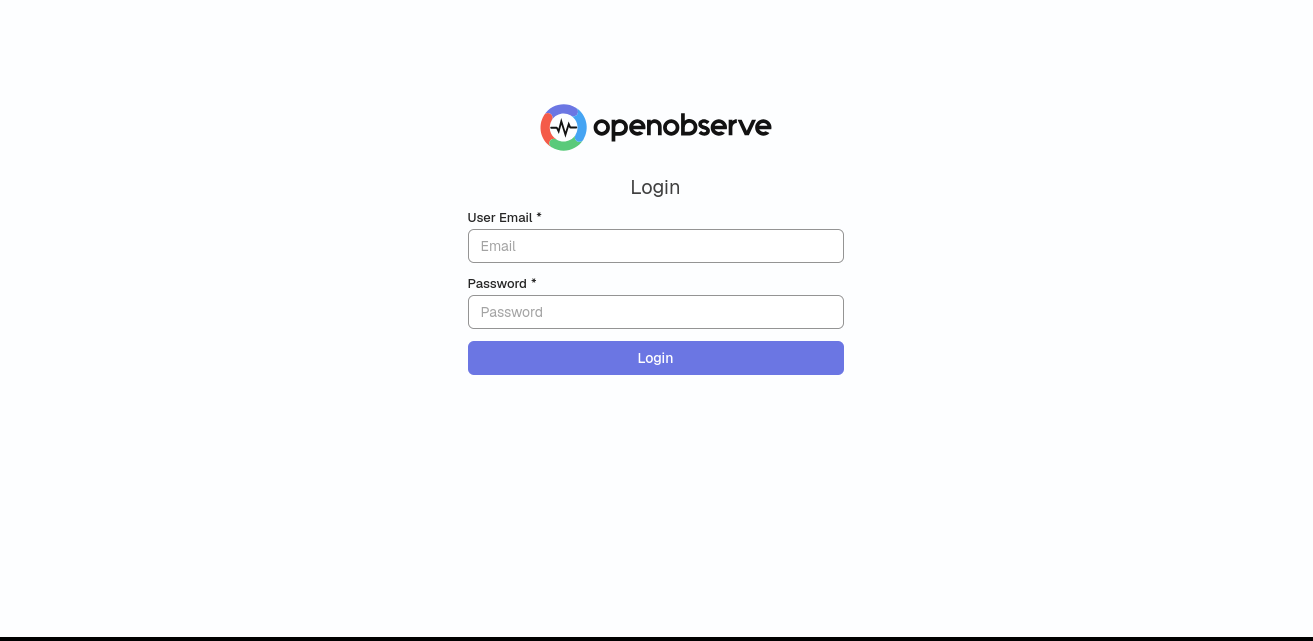 openobserve
Login
User Email *
Email
Password *
Password
Login